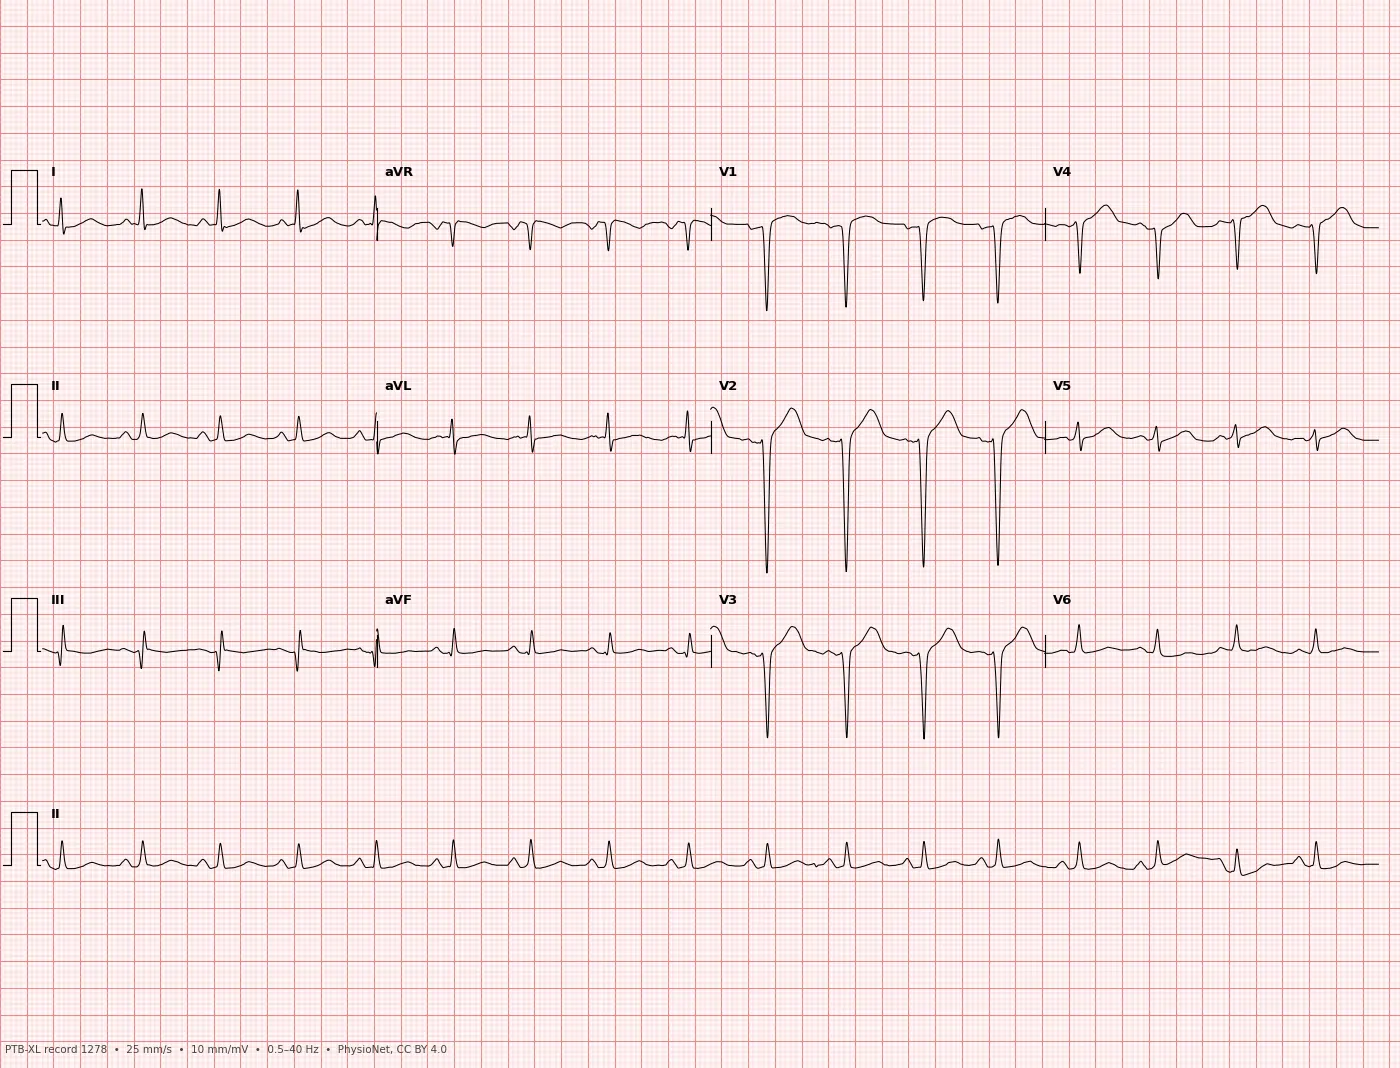 I aVR V1 V4
II aVL V2 V5
III aVF V3 V6
II
PTB-XL record 1278 • 25 mm/s • 10 mm/mV • 0.5–40 Hz • PhysioNet, CC BY 4.0